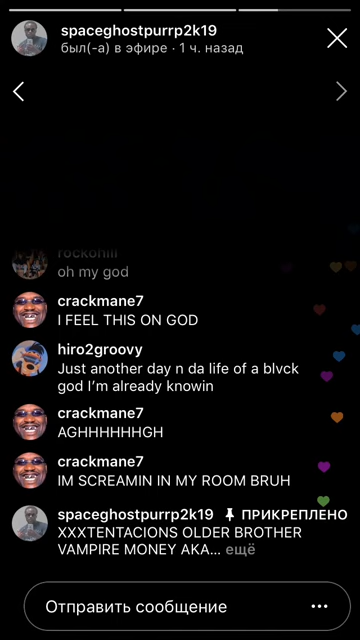 spaceghostpurrp2k19
был(-а) в эфире · 1 ч. назад
rockohill
oh my god
crackmane7
I FEEL THIS ON GOD
hiro2groovy
Just another day n da life of a blvck
god I’m already knowin
crackmane7
AGHHHHHHGH
crackmane7
IM SCREAMIN IN MY ROOM BRUH
spaceghostpurrp2k19 ПРИКРЕПЛЕНО
XXXTENTACIONS OLDER BROTHER
VAMPIRE MONEY AKA... ещё
Отправить сообщение